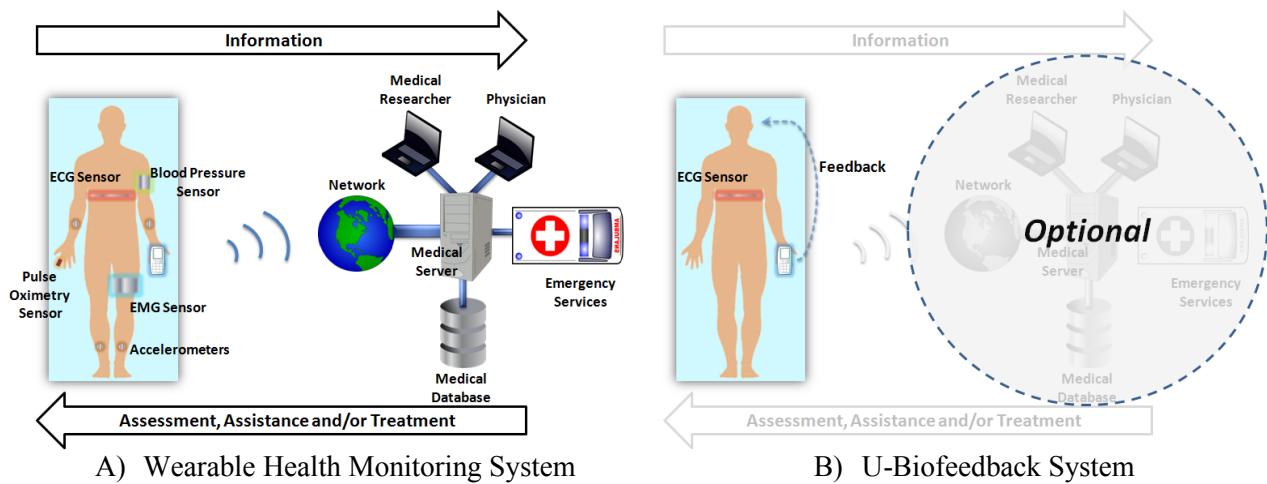 Information
Medical
Researcher
Physician
ECG Sensor
Blood Pressure
Sensor
Network
Medical
Server
AMBULANCE
Emergency
Services
Pulse
Oximetry
Sensor
EMG Sensor
Accelerometers
Medical
Database
Assessment, Assistance and/or Treatment
A) Wearable Health Monitoring System
Information
Medical
Researcher
Physician
ECG Sensor
Feedback
Network
Optional
Medical
Server
AMBULANCE
Emergency
Services
Medical
Database
Assessment, Assistance and/or Treatment
B) U-Biofeedback System